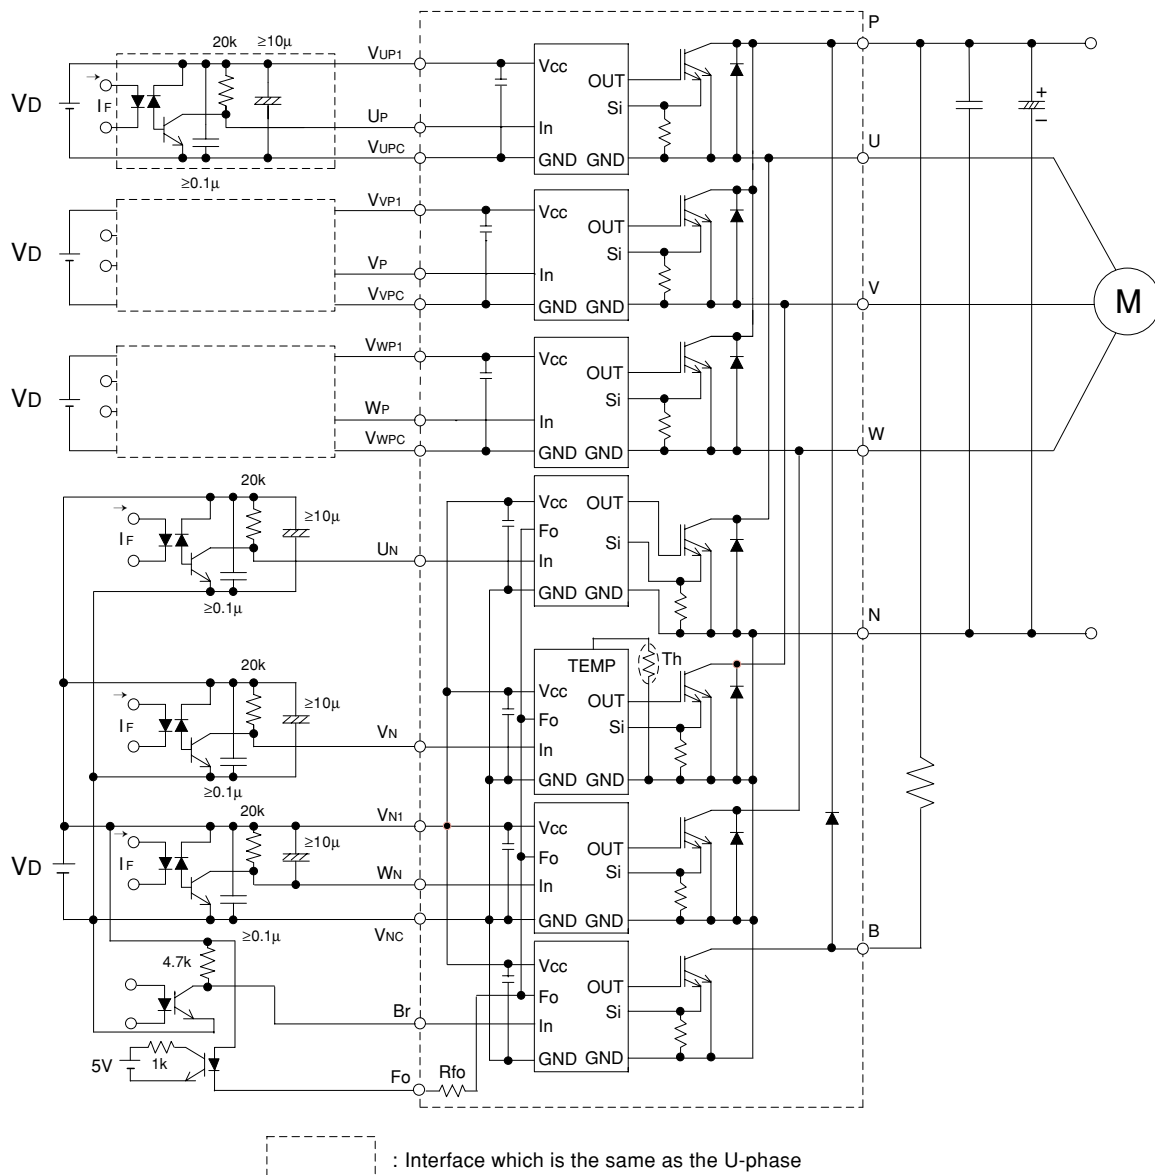 P
20k ≥10µ
VUP1
Vcc
VD
IF
OUT
Si
+
–
UP
In
VUPC
GND GND
U
≥0.1µ
VVP1
Vcc
OUT
VD
Si
VP
In
VVPC
GND GND
V
M
VWP1
Vcc
OUT
VD
Si
WP
In
VWPC
GND GND
W
20k
≥10µ
Vcc OUT
Fo
IF
Si
UN
In
GND GND
≥0.1µ
N
TEMP
Th
20k
≥10µ
Vcc
OUT
IF
Fo
Si
VN
In
GND GND
≥0.1µ
20k
VN1
Vcc
≥10µ
OUT
VD
IF
Fo
Si
WN
In
GND GND
VNC
≥0.1µ
B
4.7k
Vcc
OUT
Fo
Si
Br
In
GND GND
5V
1k
Fo
Rfo
: Interface which is the same as the U-phase